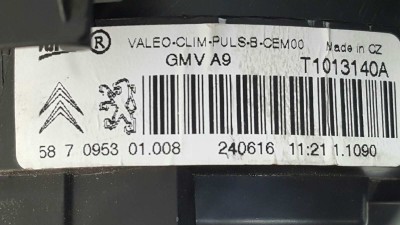 Valeo ® VALEO-CLIM-PULS-B-CEM00 Made in CZ
GMV A9 T1013140A
58 7 0953 01.008 240616 11:21 1.1090